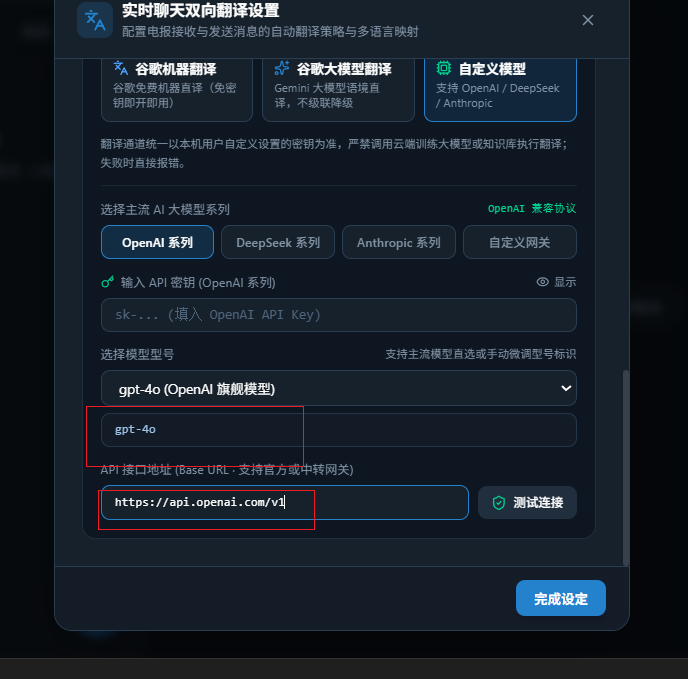 实时聊天双向翻译设置
配置电报接收与发送消息的自动翻译策略与多语言映射
谷歌机器翻译
谷歌免费机器直译（免密
钥即开即用）
谷歌大模型翻译
Gemini 大模型语境直
译，不级联降级
自定义模型
支持 OpenAI / DeepSeek
/ Anthropic
翻译通道统一以本机用户自定义设置的密钥为准，严禁调用云端训练大模型或知识库执行翻译；
失败时直接报错。
选择主流 AI 大模型系列
OpenAI 兼容协议
OpenAI 系列
DeepSeek 系列
Anthropic 系列
自定义网关
输入 API 密钥 (OpenAI 系列)
显示
sk-... (填入 OpenAI API Key)
选择模型型号
支持主流模型直选或手动微调型号标识
gpt-4o (OpenAI 旗舰模型)
gpt-4o
API 接口地址 (Base URL · 支持官方或中转网关)
https://api.openai.com/v1
测试连接
完成设定